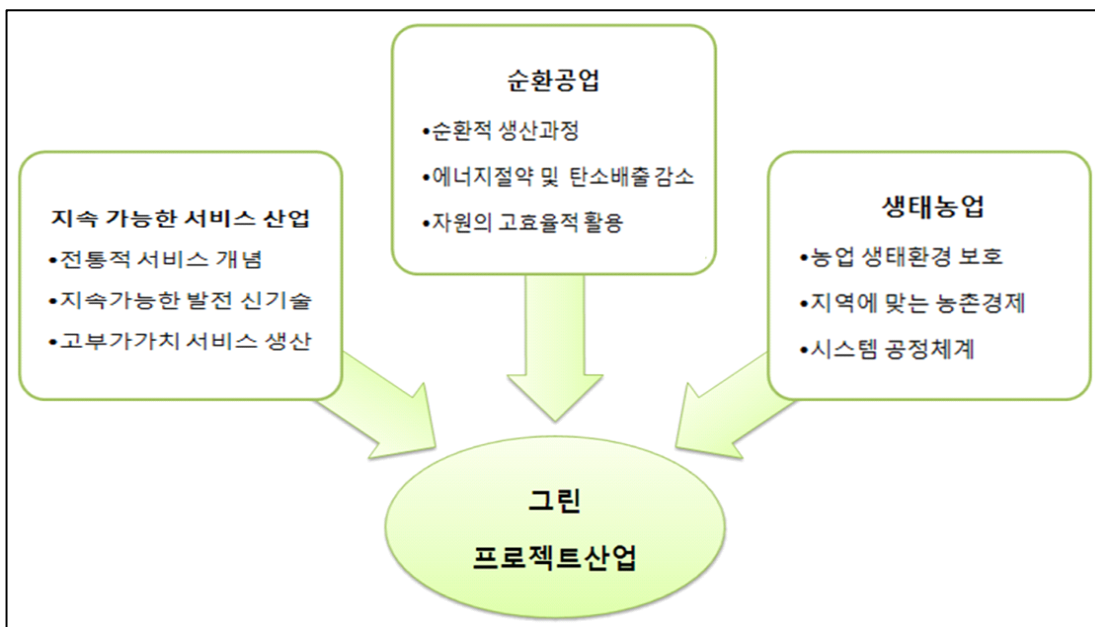 순환공업
•순환적 생산과정
•에너지절약 및 탄소배출 감소
•자원의 고효율적 활용
지속 가능한 서비스 산업
•전통적 서비스 개념
•지속가능한 발전 신기술
•고부가가치 서비스 생산
생태농업
•농업 생태환경 보호
•지역에 맞는 농촌경제
•시스템 공정체계
그린
프로젝트산업